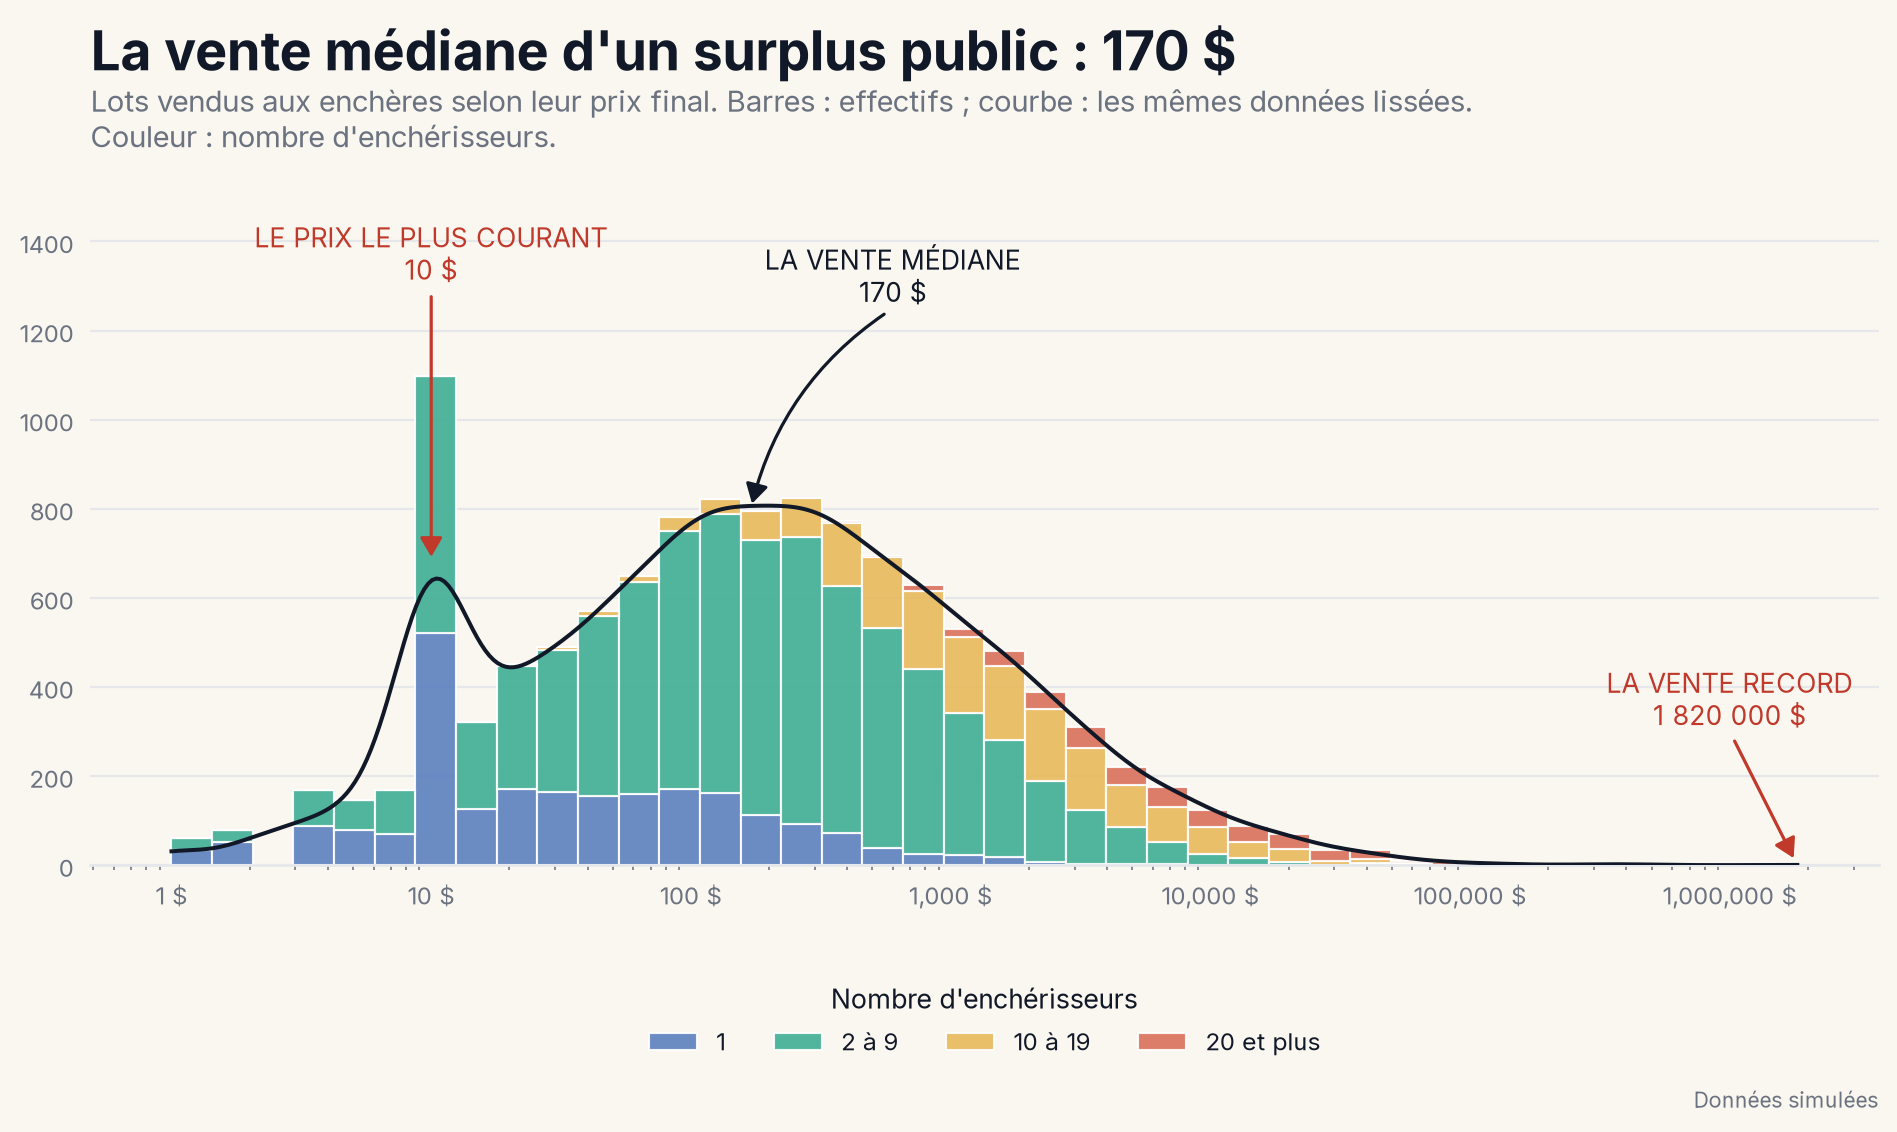 La vente médiane d'un surplus public : 170 $
Lots vendus aux enchères selon leur prix final. Barres : effectifs ; courbe : les mêmes données lissées.
Couleur : nombre d'enchérisseurs.
LE PRIX LE PLUS COURANT
10 $
LA VENTE MÉDIANE
170 $
LA VENTE RECORD
1 820 000 $
1400
1200
1000
800
600
400
200
0
1 $
10 $
100 $
1,000 $
10,000 $
100,000 $
1,000,000 $
Nombre d'enchérisseurs
1
2 à 9
10 à 19
20 et plus
Données simulées